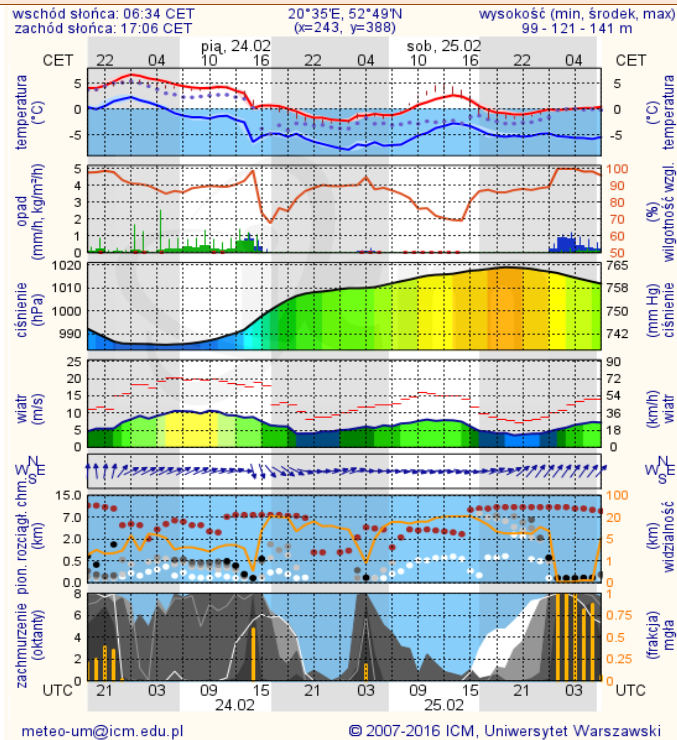 wschód słońca: 06:34 CET 20°35'E, 52°49'N wysokość (min, środek, max)
zachód słońca: 17:06 CET (x=243, y=388) 99 - 121 - 141 m
pią, 24.02 sob, 25.02
CET 22 04 10 16 22 04 10 16 22 04 CET
temperatura (°C)
5
0
-5
5
0
-5
(°C) temperatura
opad (mm/h, kg/m²/h)
5
4
3
2
1
0
100
90
80
70
60
50
(%) wilgotność wzgl.
ciśnienie (hPa)
1020
1010
1000
990
765
758
750
742
(mm Hg) ciśnienie
wiatr (m/s)
25
20
15
10
5
0
90
72
54
36
18
0
(km/h) wiatr
N
W E
S
N
W E
S
pion. rozciągł. chm. (km)
15.0
7.0
2.0
0.5
0.0
100
20
5
1
0
(km) widzialność
zachmurzenie (oktanty)
8
6
4
2
0
1
0.75
0.5
0.25
0
(frakcja) mgła
UTC 21 03 09 15 21 03 09 15 21 03 UTC
24.02 25.02
meteo-um@icm.edu.pl © 2007-2016 ICM, Uniwersytet Warszawski